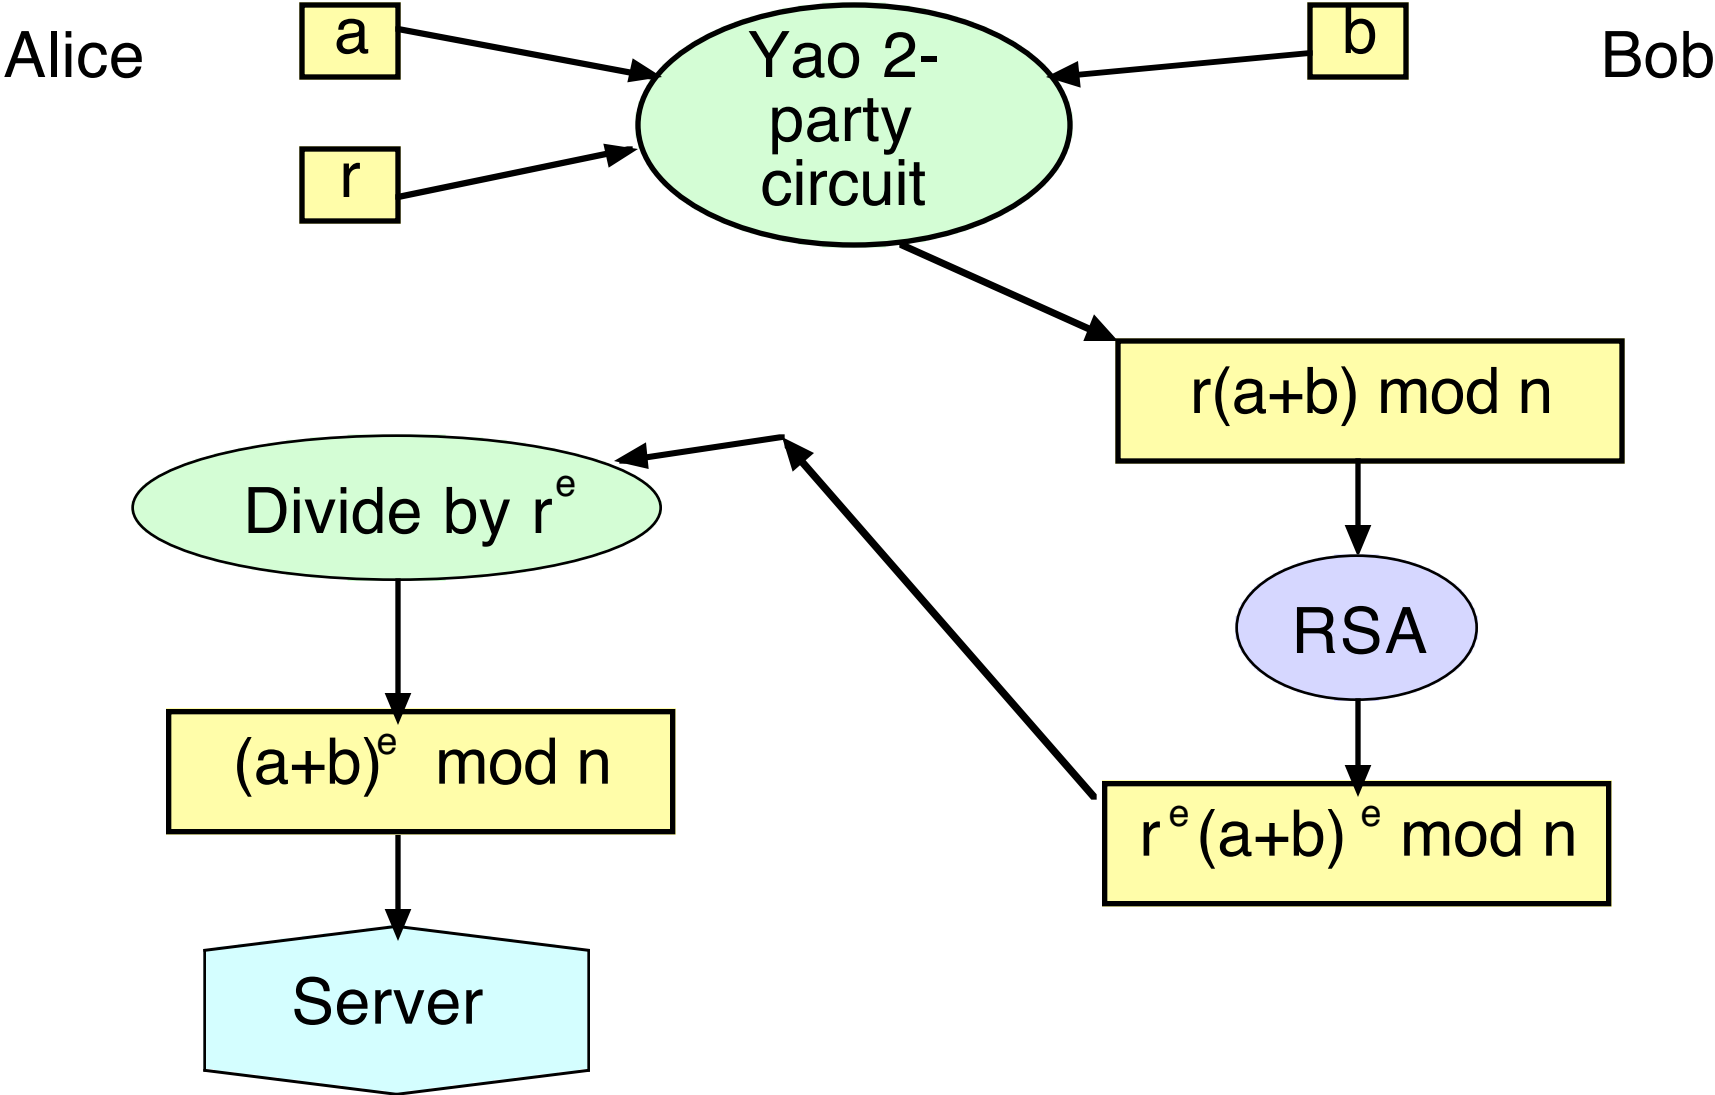 Alice
a
Yao 2-
party
circuit
b
Bob
r
r(a+b) mod n
Divide by r^e
RSA
(a+b)^e mod n
r^e(a+b)^e mod n
Server